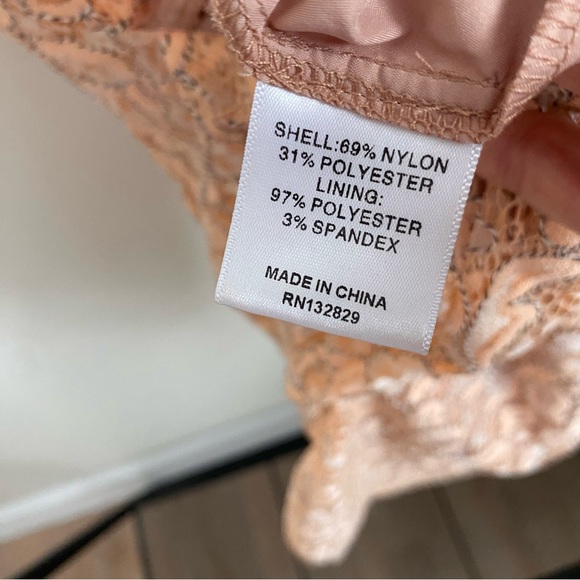 SHELL:69% NYLON
31% POLYESTER
LINING:
97% POLYESTER
3% SPANDEX
MADE IN CHINA
RN132829